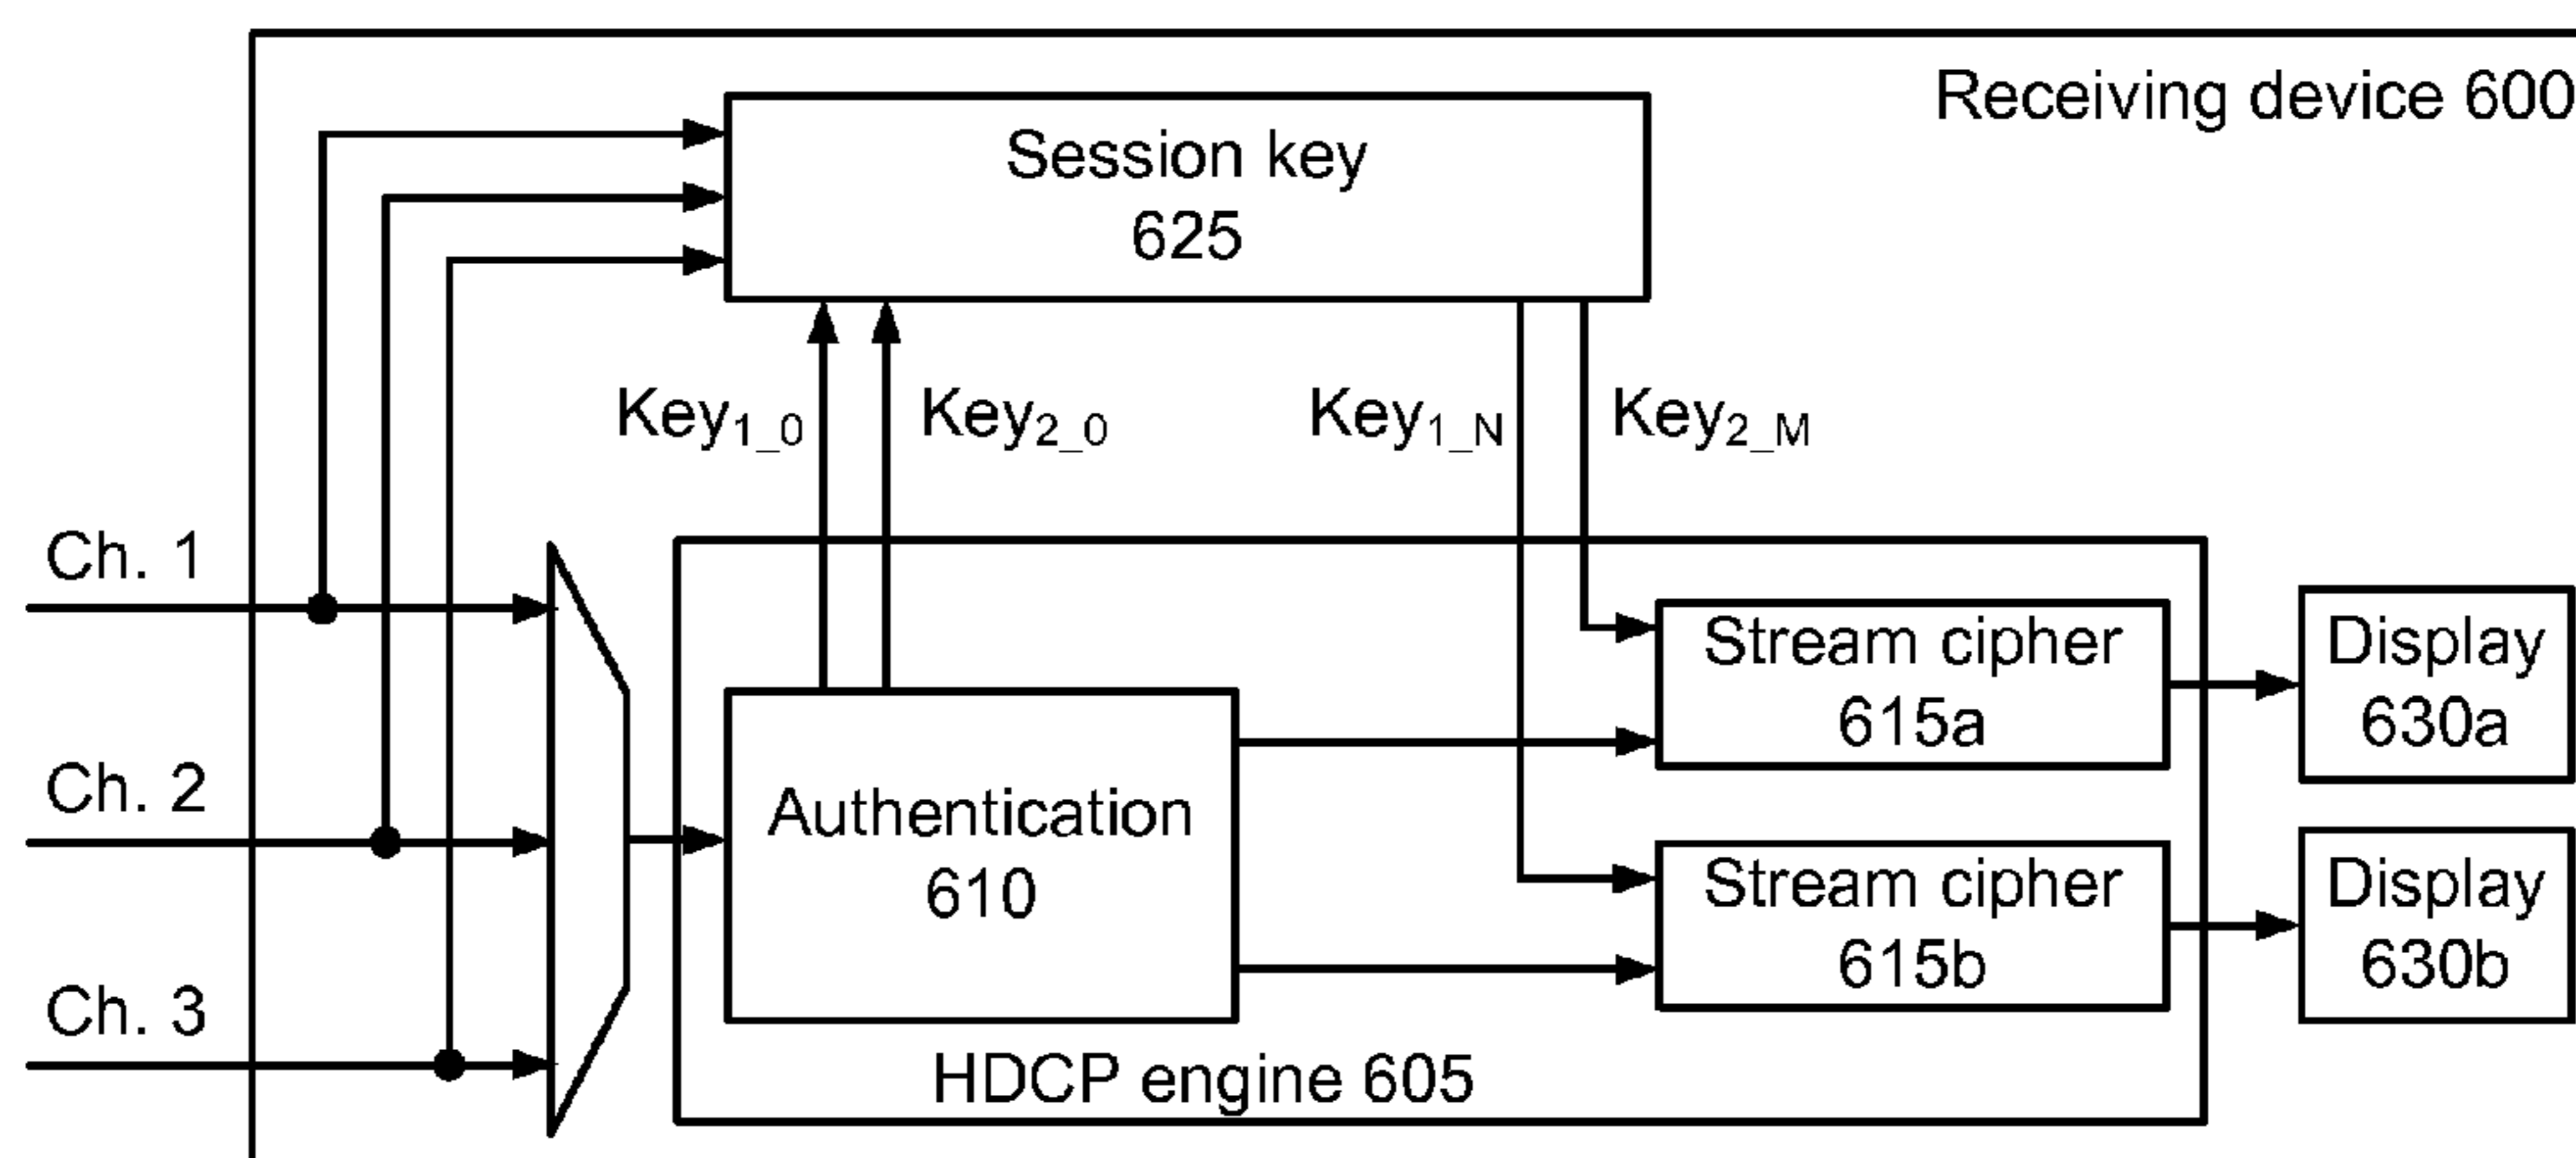 Receiving device 600
Session key
625
Key1_0
Key2_0
Key1_N
Key2_M
Ch. 1
Ch. 2
Ch. 3
Authentication
610
Stream cipher
615a
Display
630a
Stream cipher
615b
Display
630b
HDCP engine 605